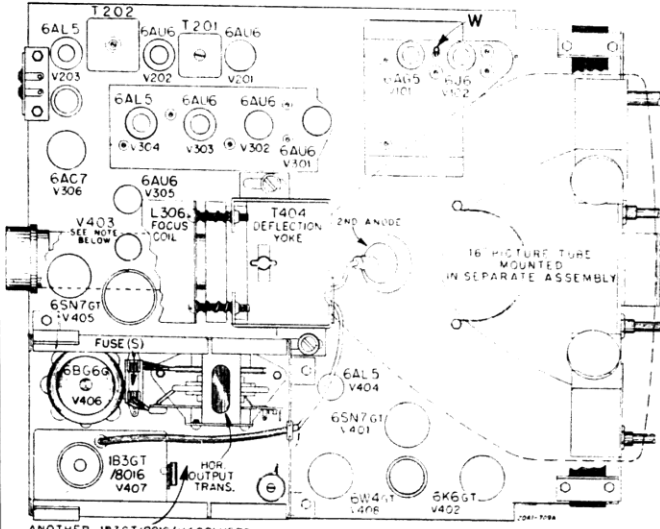 T202
T201
W
6AL5
6AU6
6AU6
V203
V202
V201
6AG5
V101
6J6
V102
6AL5
6AU6
6AU6
V304
V303
V302
6AU6
V301
6AC7
V306
6AU6
V305
V403
SEE NOTE
BELOW
L306
FOCUS
COIL
T404
DEFLECTION
YOKE
2ND ANODE
16" PICTURE TUBE
MOUNTED
IN SEPARATE ASSEMBLY
6SN7GT
V405
FUSE(S)
6BG6G
V406
6AL5
V404
6SN7GT
V401
1B3GT
/8016
V407
HOR.
OUTPUT
TRANS.
6W4GT
V408
6K6GT
V402
ANOTHER 1B3GT/8016